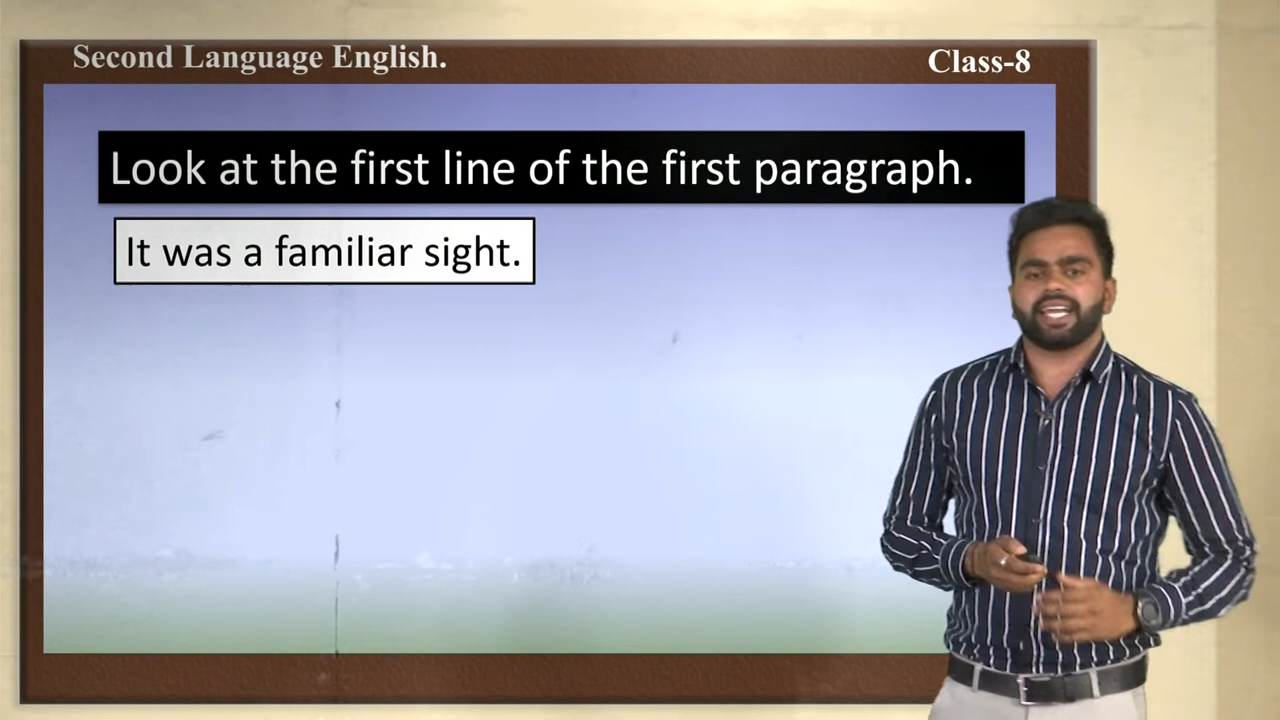 Second Language English.
Class-8
Look at the first line of the first paragraph.
It was a familiar sight.